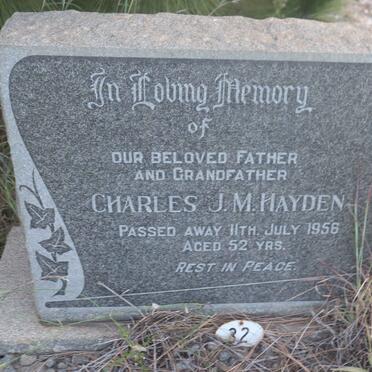 In Loving Memory
of
OUR BELOVED FATHER
AND GRANDFATHER
CHARLES J.M. HAYDEN
PASSED AWAY 11TH. JULY 1956
AGED 52 YRS.
REST IN PEACE.
32